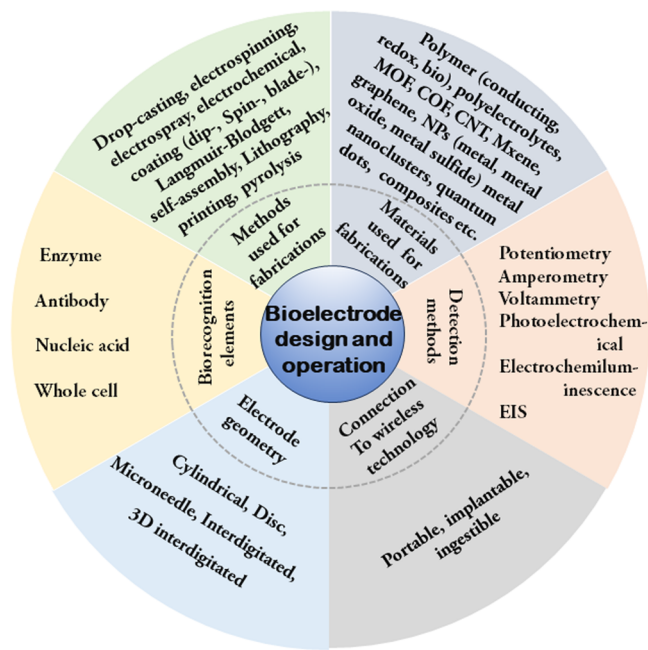 Drop-casting, electrospinning,
electrospray, electrochemical,
coating (dip-, Spin-, blade-),
Langmuir-Blodgett,
self-assembly, Lithography,
printing, pyrolysis
Methods
used for
fabrications
Polymer (conducting,
redox, bio), polyelectrolytes,
MOF, COF, CNT, Mxene,
graphene, NPs (metal, metal
oxide, metal sulfide) metal
nanoclusters, quantum
dots, composites etc.
Materials
used for
fabrications
Enzyme
Antibody
Nucleic acid
Whole cell
Biorecognition
elements
Bioelectrode
design and
operation
Detection
methods
Potentiometry
Amperometry
Voltammetry
Photoelectrochem-
ical
Electrochemilum-
inescence
EIS
Electrode
geometry
Cylindrical, Disc,
Microneedle, Interdigitated,
3D interdigitated
Connection
To wireless
technology
Portable, implantable,
ingestible